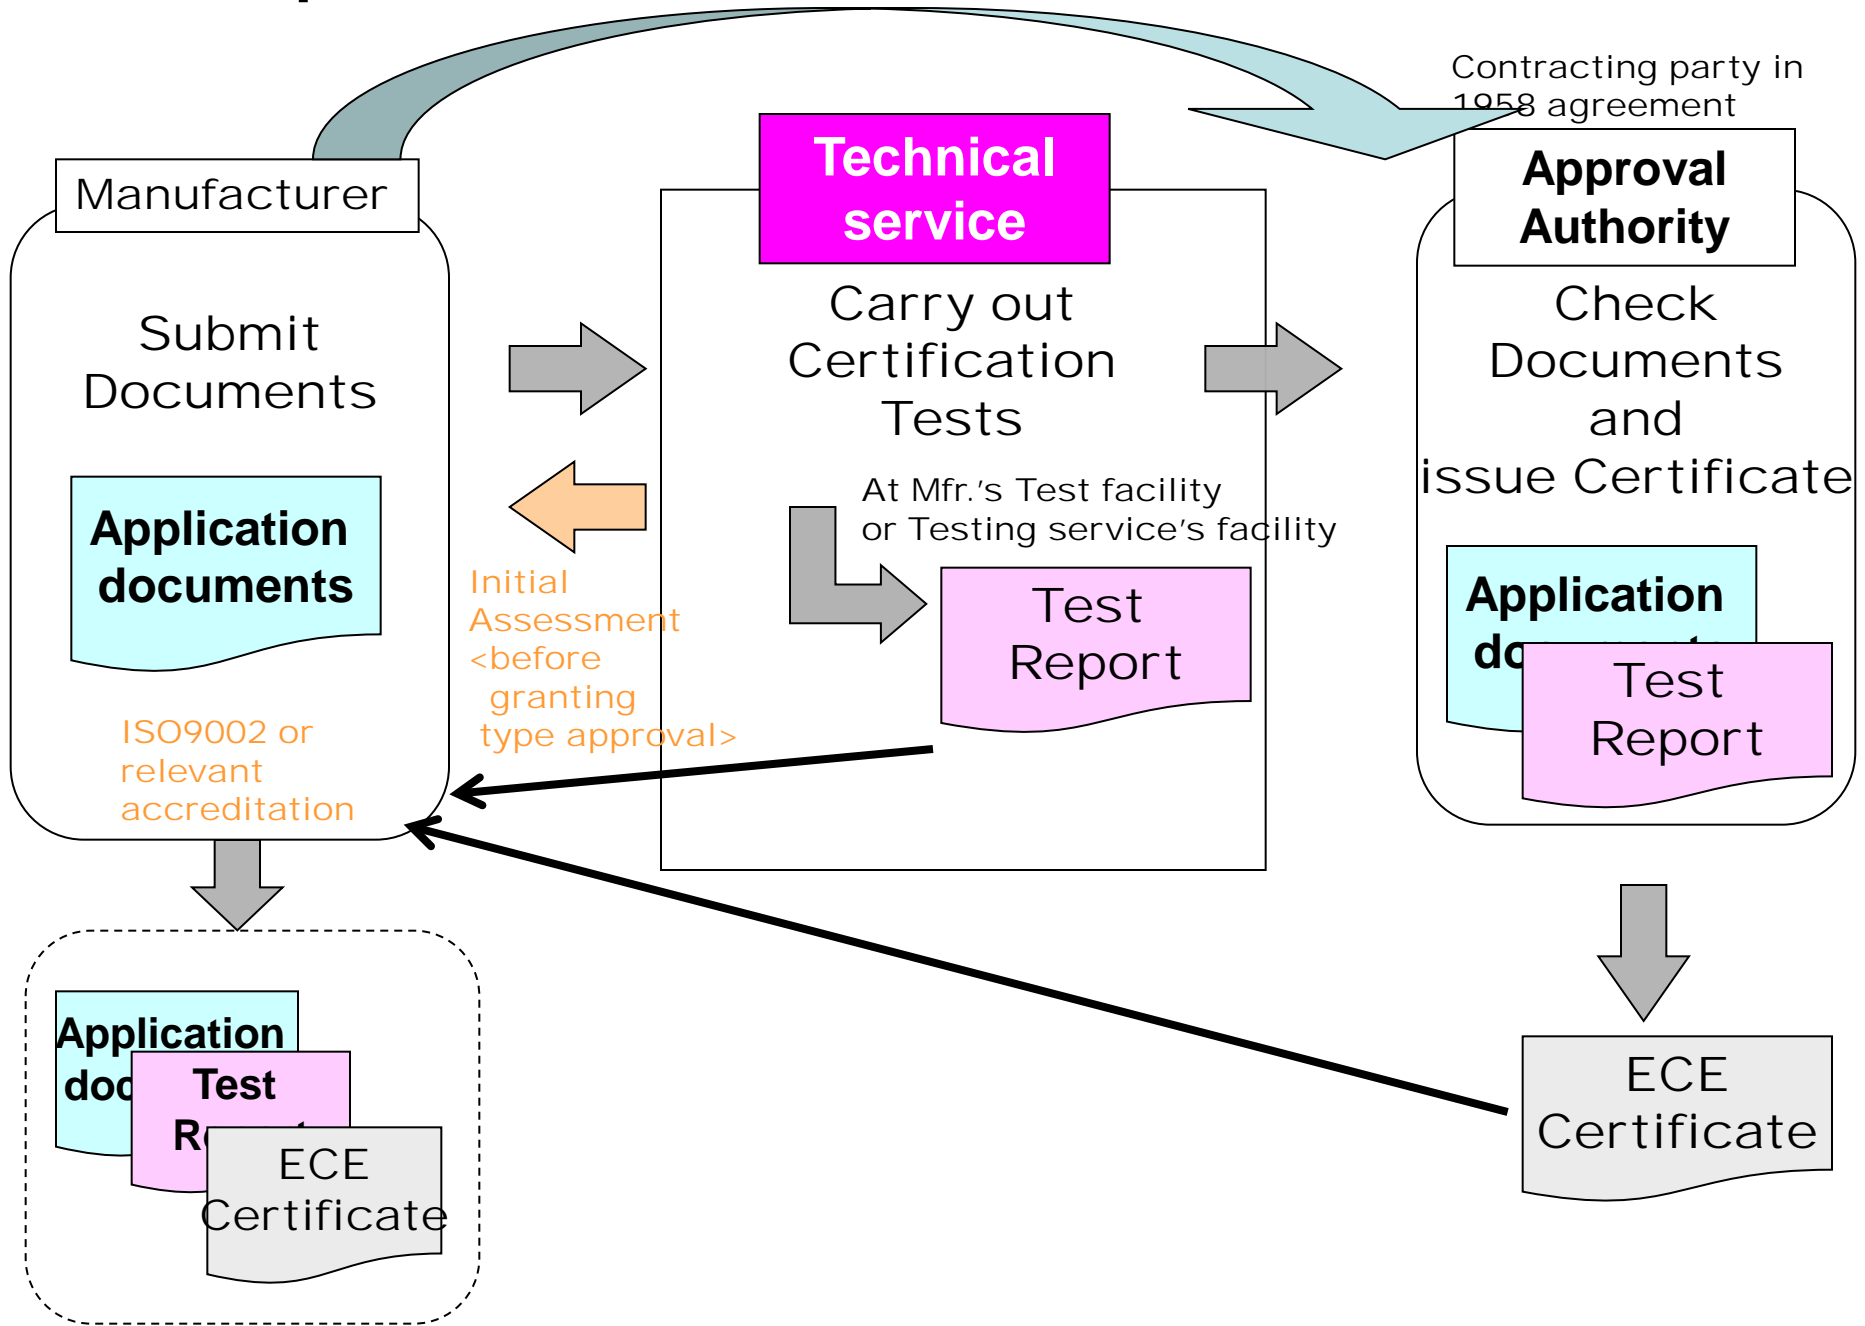 Contracting party in
1958 agreement
Manufacturer
Submit
Documents
Application
documents
ISO9002 or
relevant
accreditation
Initial
Assessment
<before
granting
type approval>
Technical
service
Carry out
Certification
Tests
At Mfr.'s Test facility
or Testing service's facility
Test
Report
Approval
Authority
Check
Documents
and
issue Certificate
Application
Test
Report
ECE
Certificate
Application
Test
ECE
Certificate